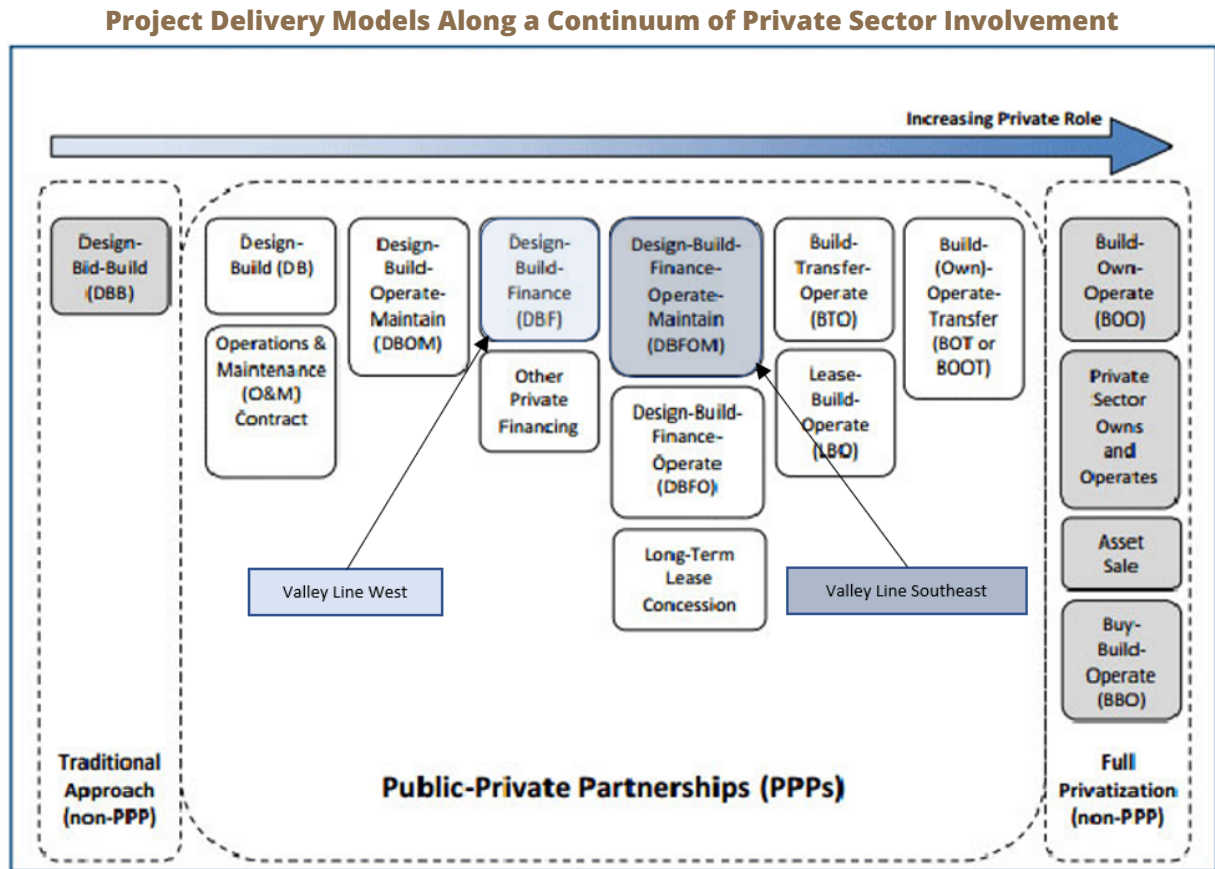 Project Delivery Models Along a Continuum of Private Sector Involvement
Increasing Private Role
Design-
Bid-Build
(DBB)
Design-
Build (DB)
Operations &
Maintenance
(O&M)
Contract
Design-
Build-
Operate-
Maintain
(DBOM)
Design-
Build-
Finance
(DBF)
Other
Private
Financing
Design-Build-
Finance-
Operate-
Maintain
(DBFOM)
Design-Build-
Finance-
Operate
(DBFO)
Long-Term
Lease
Concession
Build-
Transfer-
Operate
(BTO)
Lease-
Build-
Operate
(LBO)
Build-
(Own)-
Operate-
Transfer
(BOT or
BOOT)
Build-
Own-
Operate
(BOO)
Private
Sector
Owns
and
Operates
Asset
Sale
Buy-
Build-
Operate
(BBO)
Valley Line West
Valley Line Southeast
Traditional
Approach
(non-PPP)
Public-Private Partnerships (PPPs)
Full
Privatization
(non-PPP)